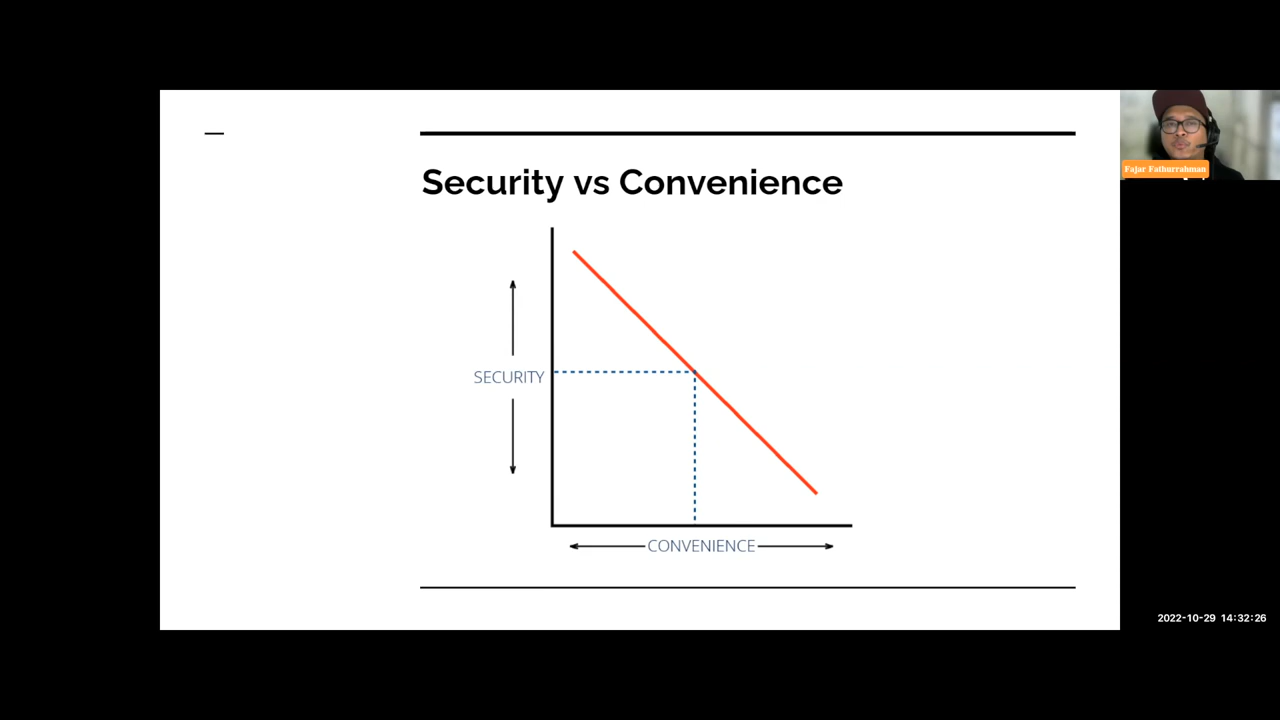 Security vs Convenience
SECURITY
CONVENIENCE
Fajar Fathurrahman
2022-10-29 14:32:26